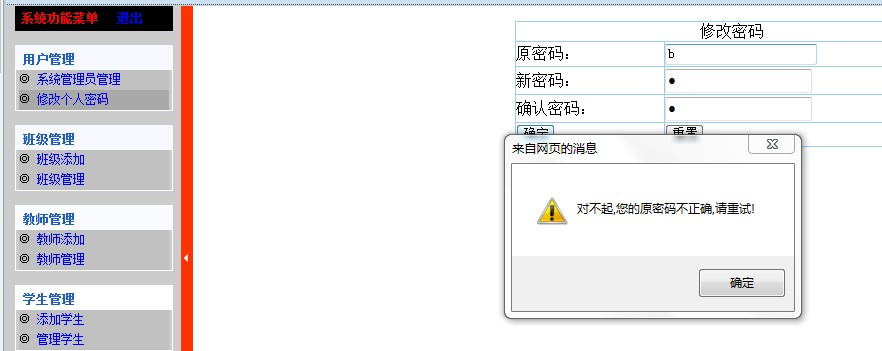 系统功能菜单 退出
用户管理
系统管理员管理
修改个人密码
班级管理
班级添加
班级管理
教师管理
教师添加
教师管理
学生管理
添加学生
管理学生
修改密码
原密码： b
新密码： ●
确认密码： ●
确定 重置
来自网页的消息
对不起,您的原密码不正确,请重试!
确定